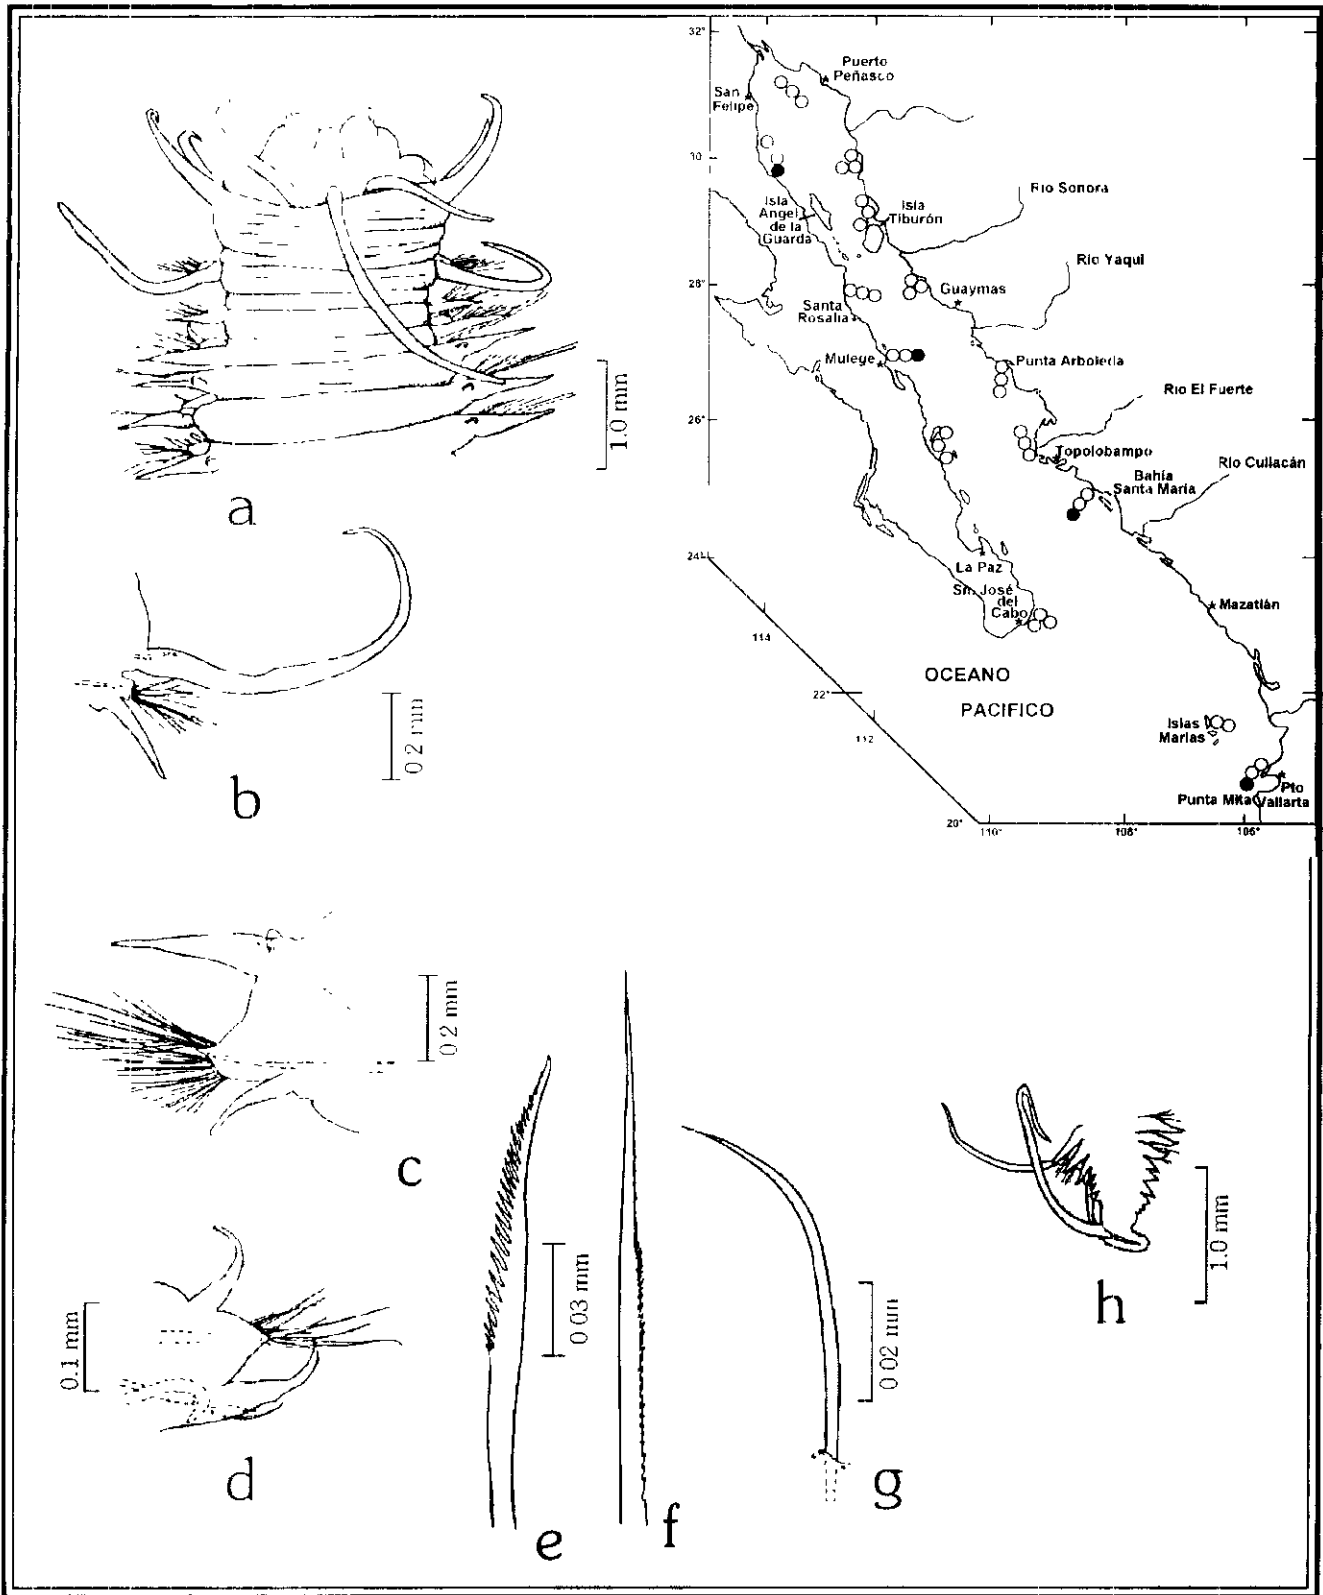 32°
Puerto
Peñasco
San
Felipe
10
Isla
Angel
de la
Guarda
Isla
Tiburón
Rio Sonora
Rio Yaqui
28°
Guaymas
Santa
Rosalia
Mulege
Punta Arboleda
Rio El Fuerte
26°
Topolobampo
Rio Culiacán
Bahía
Santa Maria
24°
La Paz
Sn. José
del
Cabo
Mazatlán
114
OCEANO
PACIFICO
22°
112
Islas
Marias
Punta Mita
Pto
Vallarta
20°
110°
108°
106°
1.0 mm
a
0 2 mm
b
0 2 mm
c
0.1 mm
d
0 03 mm
e
f
0 02 mm
g
1.0 mm
h